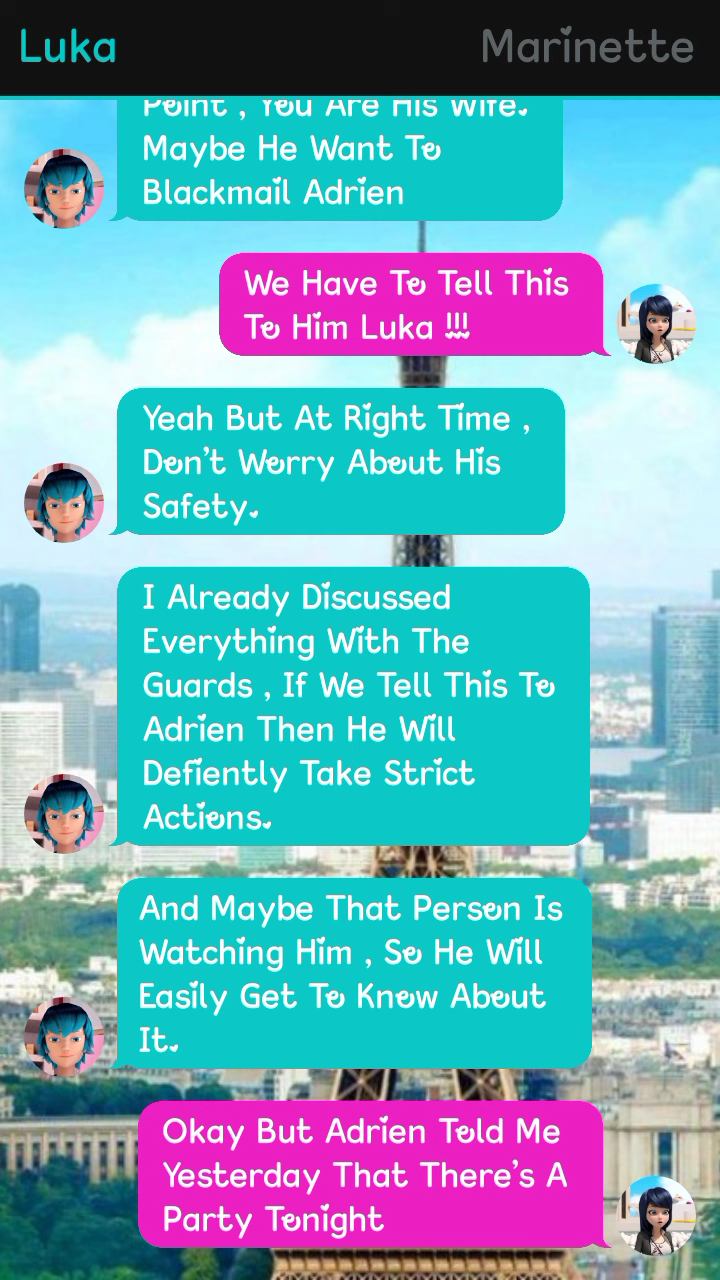 Luka
Marinette
Point , You Are His Wife.
Maybe He Want To
Blackmail Adrien
We Have To Tell This
To Him Luka !!!
Yeah But At Right Time ,
Don't Worry About His
Safety.
I Already Discussed
Everything With The
Guards , If We Tell This To
Adrien Then He Will
Defiently Take Strict
Actions.
And Maybe That Person Is
Watching Him , So He Will
Easily Get To Know About
It.
Okay But Adrien Told Me
Yesterday That There's A
Party Tonight